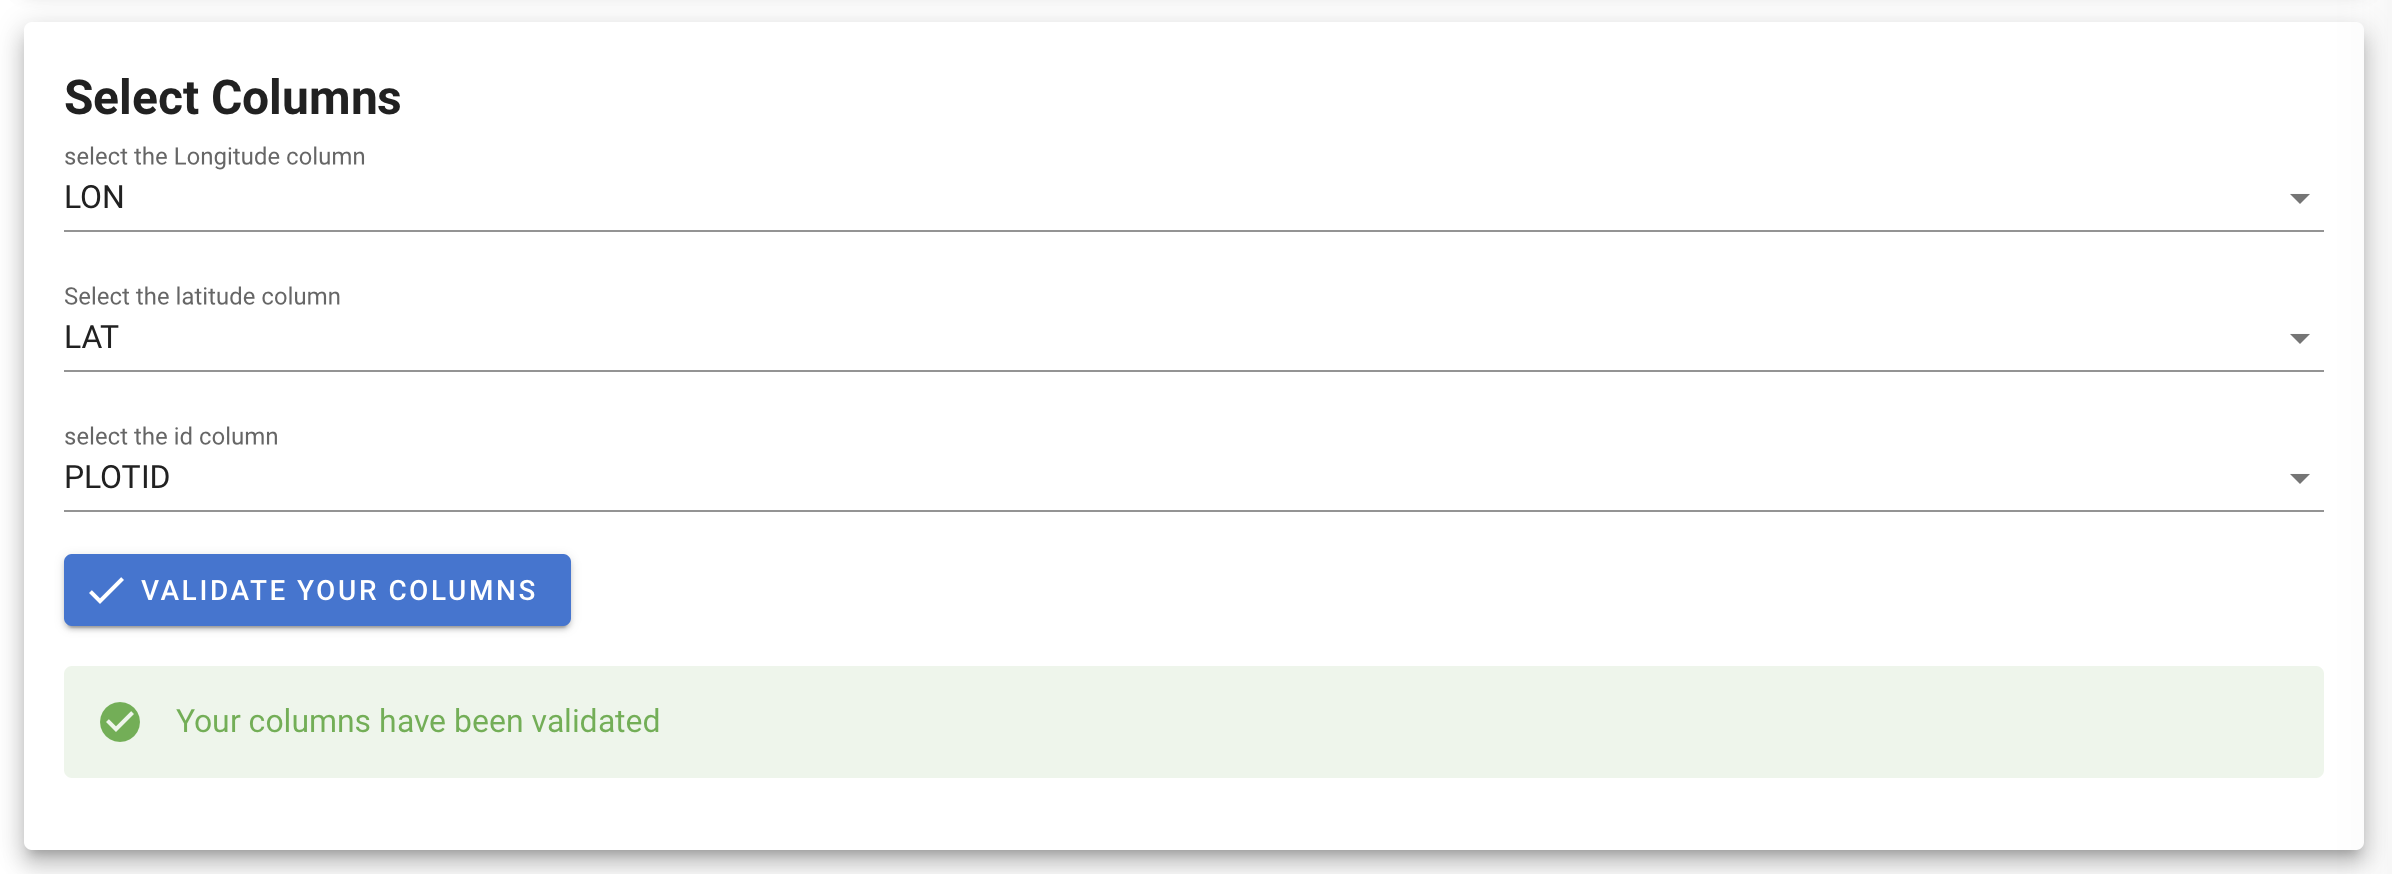 Select Columns
select the Longitude column
LON
Select the latitude column
LAT
select the id column
PLOTID
VALIDATE YOUR COLUMNS
Your columns have been validated